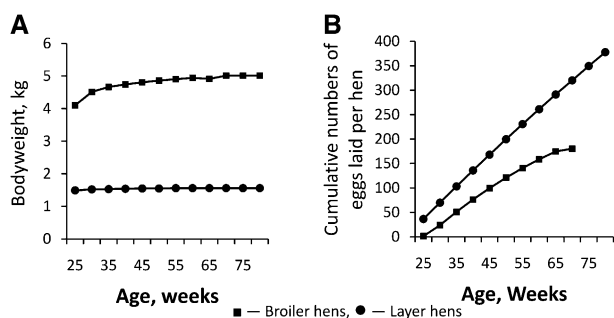 A
Bodyweight, kg
6
5
4
3
2
1
0
25 35 45 55 65 75
Age, weeks
B
Cumulative numbers of
eggs laid per hen
400
350
300
250
200
150
100
50
0
25 35 45 55 65 75
Age, Weeks
■ — Broiler hens, ● — Layer hens